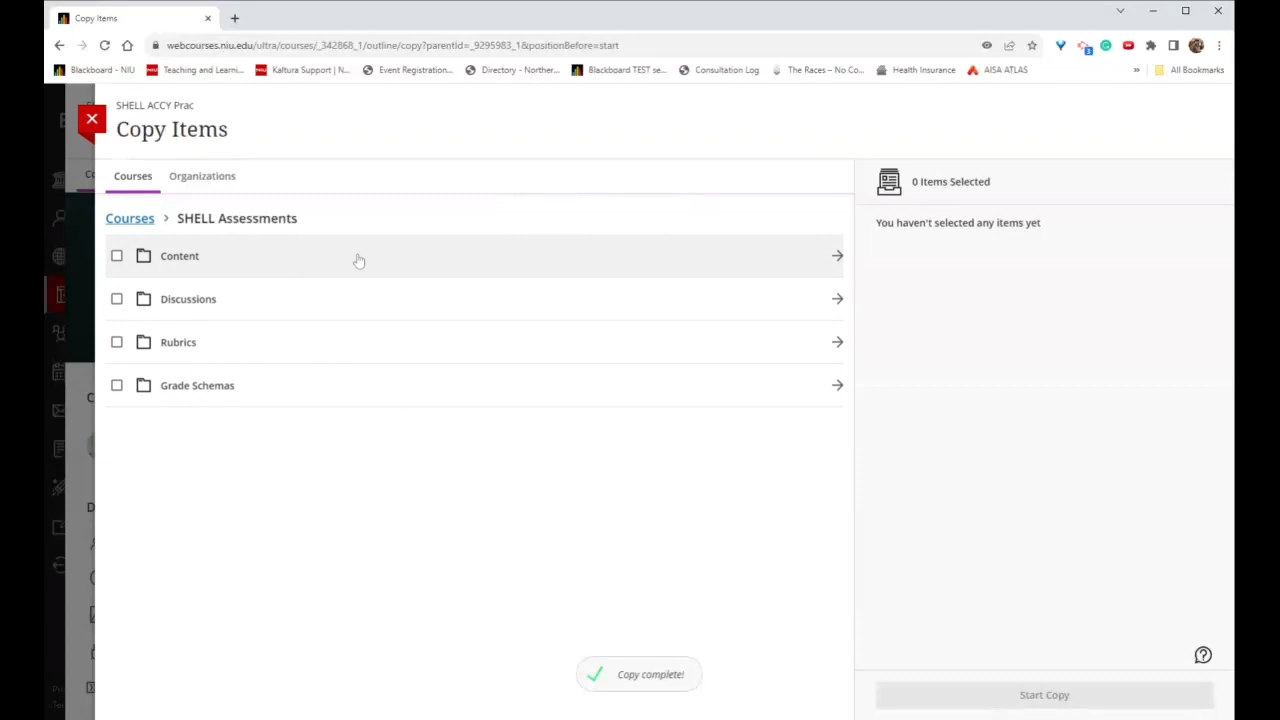 Copy Items
webcourses.niu.edu/ultra/courses/_342868_1/outline/copy?parentId=_9295983_1&positionBefore=start
3
Blackboard - NIU
Teaching and Learni...
Kaltura Support | N...
Event Registration...
Directory - Norther...
Blackboard TEST se...
Consultation Log
The Races – No Co...
Health Insurance
AISA ATLAS
»
All Bookmarks
SHELL ACCY Prac
Copy Items
Courses
Organizations
0 Items Selected
Courses > SHELL Assessments
You haven't selected any items yet
Content
Discussions
Rubrics
Grade Schemas
Copy complete!
Start Copy